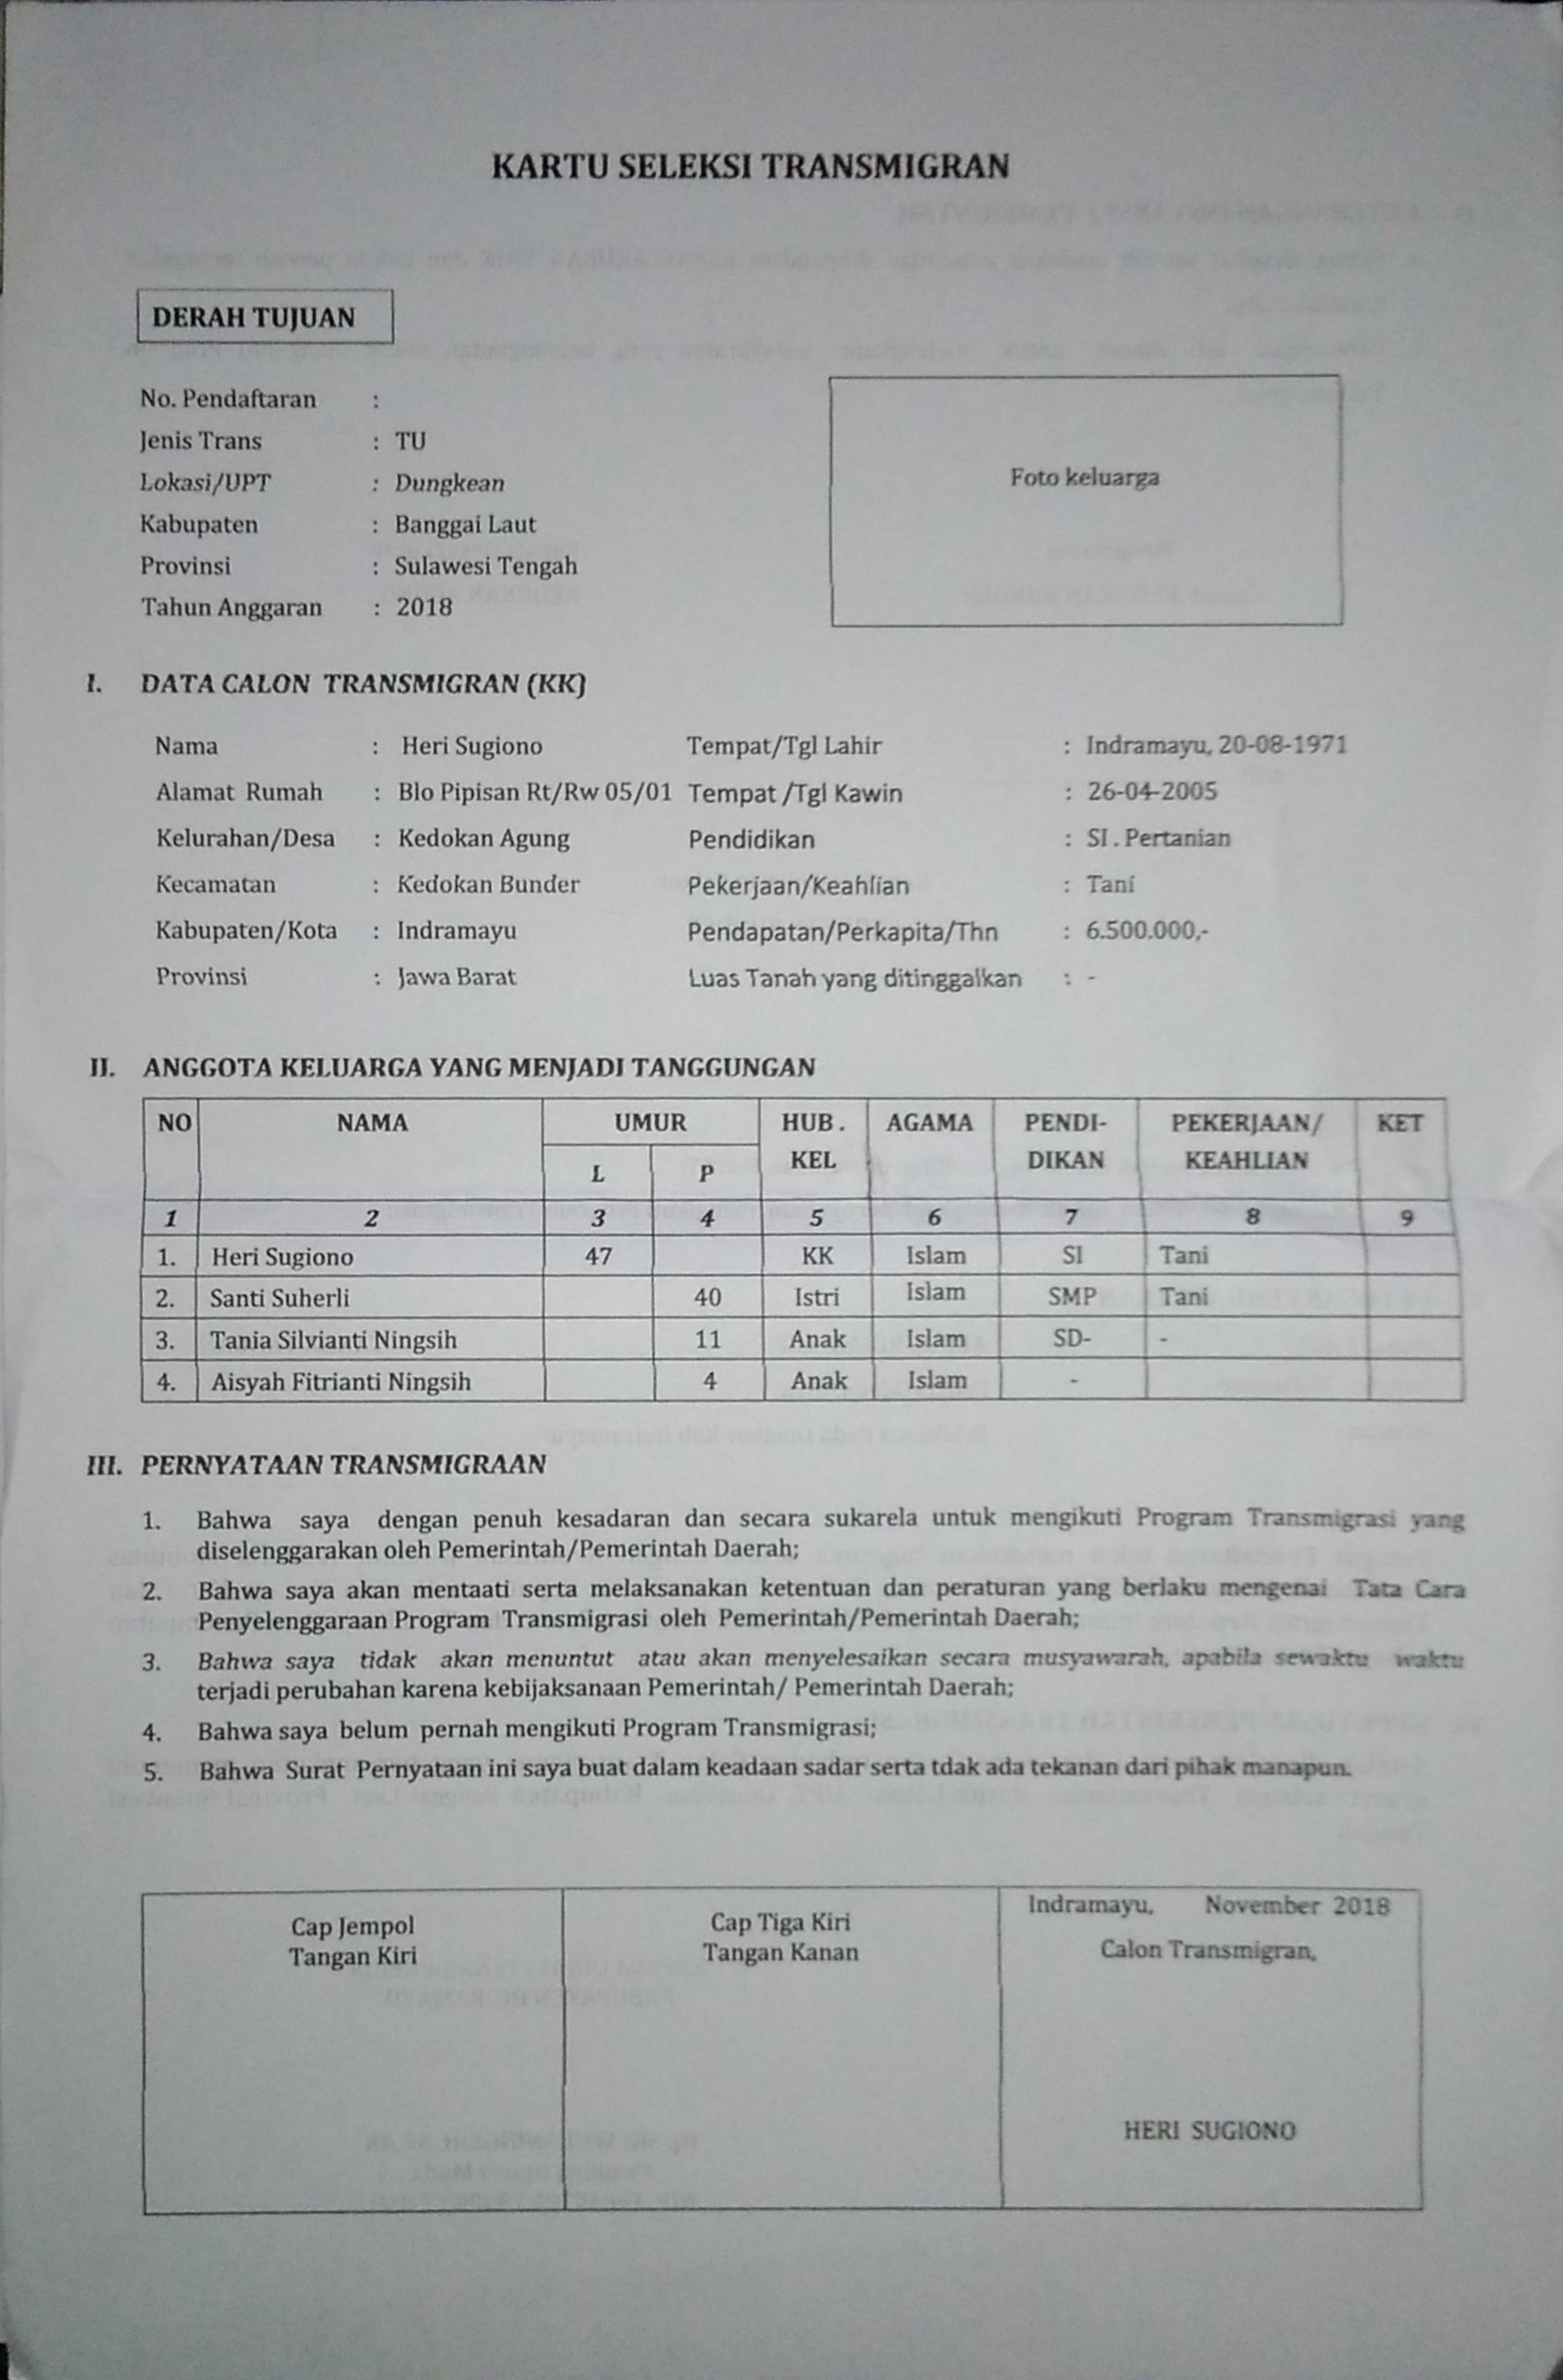 KARTU SELEKSI TRANSMIGRAN
DERAH TUJUAN
No. Pendaftaran :
Jenis Trans : TU
Lokasi/UPT : Dungkean
Kabupaten : Banggai Laut
Provinsi : Sulawesi Tengah
Tahun Anggaran : 2018
Foto keluarga
I. DATA CALON TRANSMIGRAN (KK)
Nama : Heri Sugiono Tempat/Tgl Lahir : Indramayu, 20-08-1971
Alamat Rumah : Blo Pipisan Rt/Rw 05/01 Tempat /Tgl Kawin : 26-04-2005
Kelurahan/Desa : Kedokan Agung Pendidikan : SI . Pertanian
Kecamatan : Kedokan Bunder Pekerjaan/Keahlian : Tani
Kabupaten/Kota : Indramayu Pendapatan/Perkapita/Thn : 6.500.000,-
Provinsi : Jawa Barat Luas Tanah yang ditinggalkan : -
II. ANGGOTA KELUARGA YANG MENJADI TANGGUNGAN
NO NAMA UMUR HUB. AGAMA PENDI- PEKERJAAN/ KET
KEL DIKAN KEAHLIAN
L P
1 2 3 4 5 6 7 8 9
1. Heri Sugiono 47 KK Islam SI Tani
2. Santi Suherli 40 Istri Islam SMP Tani
3. Tania Silvianti Ningsih 11 Anak Islam SD- -
4. Aisyah Fitrianti Ningsih 4 Anak Islam -
III. PERNYATAAN TRANSMIGRAAN
1. Bahwa saya dengan penuh kesadaran dan secara sukarela untuk mengikuti Program Transmigrasi yang
diselenggarakan oleh Pemerintah/Pemerintah Daerah;
2. Bahwa saya akan mentaati serta melaksanakan ketentuan dan peraturan yang berlaku mengenai Tata Cara
Penyelenggaraan Program Transmigrasi oleh Pemerintah/Pemerintah Daerah;
3. Bahwa saya tidak akan menuntut atau akan menyelesaikan secara musyawarah, apabila sewaktu waktu
terjadi perubahan karena kebijaksanaan Pemerintah/ Pemerintah Daerah;
4. Bahwa saya belum pernah mengikuti Program Transmigrasi;
5. Bahwa Surat Pernyataan ini saya buat dalam keadaan sadar serta tdak ada tekanan dari pihak manapun.
Cap Jempol
Tangan Kiri
Cap Tiga Kiri
Tangan Kanan
Indramayu, November 2018
Calon Transmigran,
HERI SUGIONO